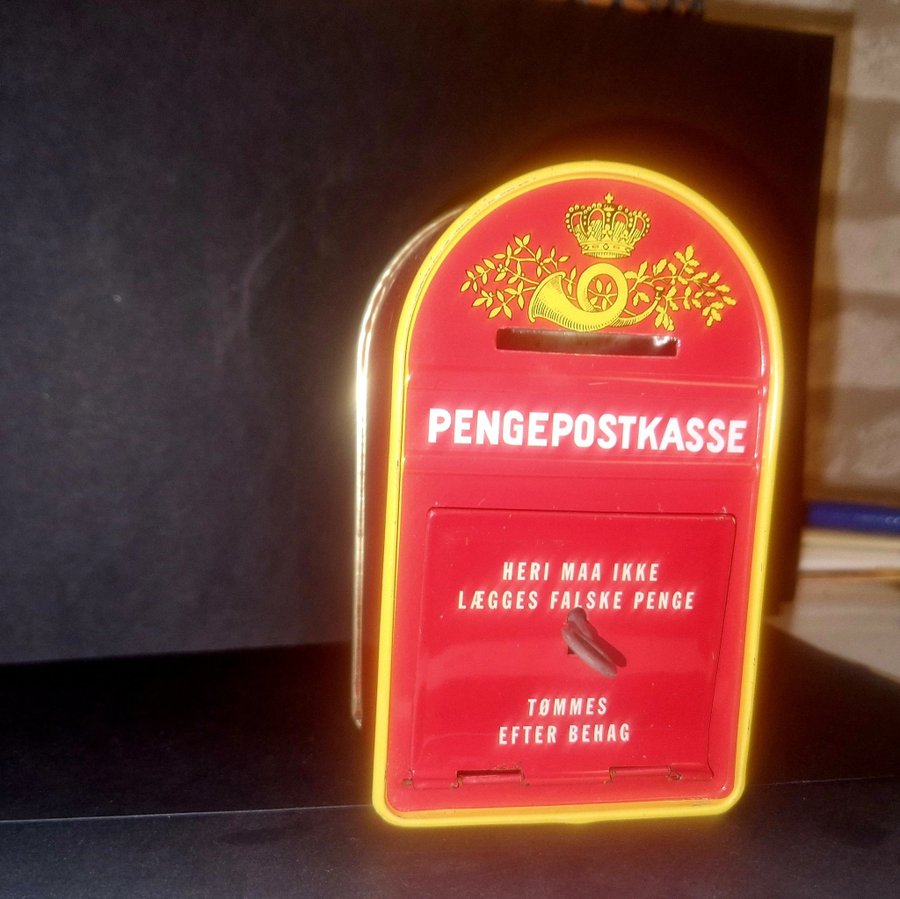 PENGEPOSTKASSE
HERI MAA IKKE
LÆGGES FALSKE PENGE
TØMMES
EFTER BEHAG